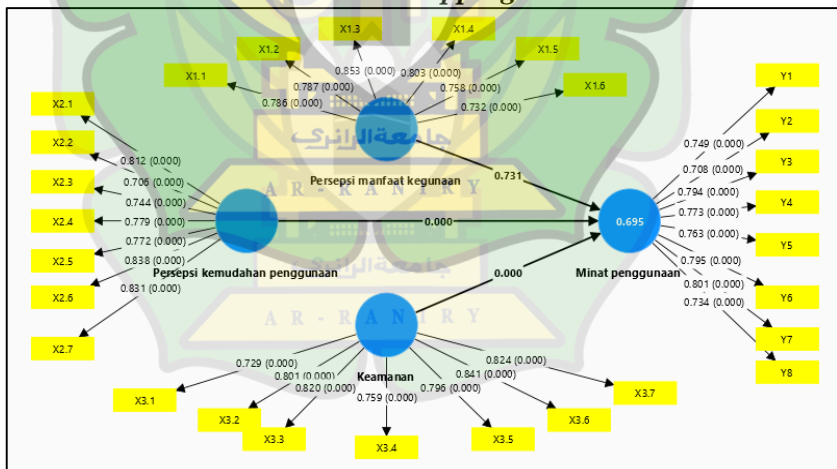 pping
X1.3
X1.4
X1.2
X1.5
X1.1
X1.6
0.853 (0.000)
0.803 (0.000)
0.787 (0.000)
0.758 (0.000)
0.786 (0.000)
0.732 (0.000)
Y1
Y2
Y3
Y4
Y5
Y6
Y7
Y8
X2.1
X2.2
X2.3
X2.4
X2.5
X2.6
X2.7
0.812 (0.000)
0.706 (0.000)
0.744 (0.000)
0.779 (0.000)
0.772 (0.000)
0.838 (0.000)
0.831 (0.000)
جامعة الرانري
Persepsi manfaat kegunaan
A R - R A N I R Y
0.731
0.000
0.000
0.695
0.749 (0.000)
0.708 (0.000)
0.794 (0.000)
0.773 (0.000)
0.763 (0.000)
0.795 (0.000)
0.801 (0.000)
0.734 (0.000)
Persepsi kemudahan penggunaan
Minat penggunaan
جامعة الرانري
A R - R A N I R Y
Keamanan
0.729 (0.000)
0.801 (0.000)
0.820 (0.000)
0.759 (0.000)
0.796 (0.000)
0.841 (0.000)
0.824 (0.000)
X3.1
X3.2
X3.3
X3.4
X3.5
X3.6
X3.7